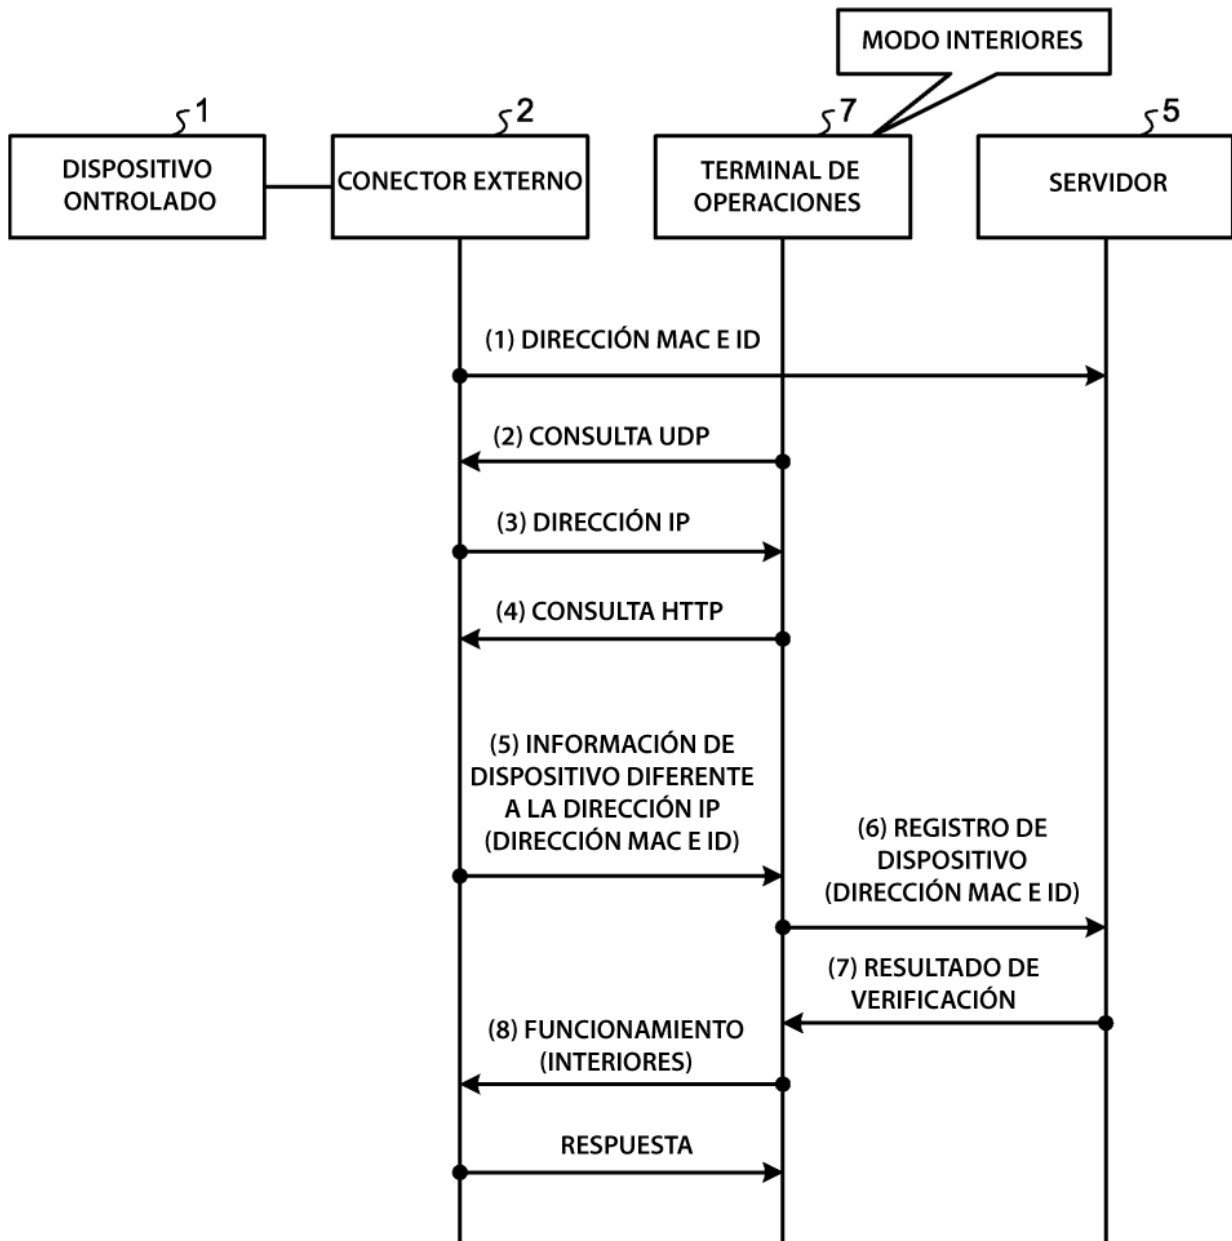 MODO INTERIORES
1
2
7
5
DISPOSITIVO
ONTROLADO
CONECTOR EXTERNO
TERMINAL DE
OPERACIONES
SERVIDOR
(1) DIRECCIÓN MAC E ID
(2) CONSULTA UDP
(3) DIRECCIÓN IP
(4) CONSULTA HTTP
(5) INFORMACIÓN DE
DISPOSITIVO DIFERENTE
A LA DIRECCIÓN IP
(DIRECCIÓN MAC E ID)
(6) REGISTRO DE
DISPOSITIVO
(DIRECCIÓN MAC E ID)
(7) RESULTADO DE
VERIFICACIÓN
(8) FUNCIONAMIENTO
(INTERIORES)
RESPUESTA